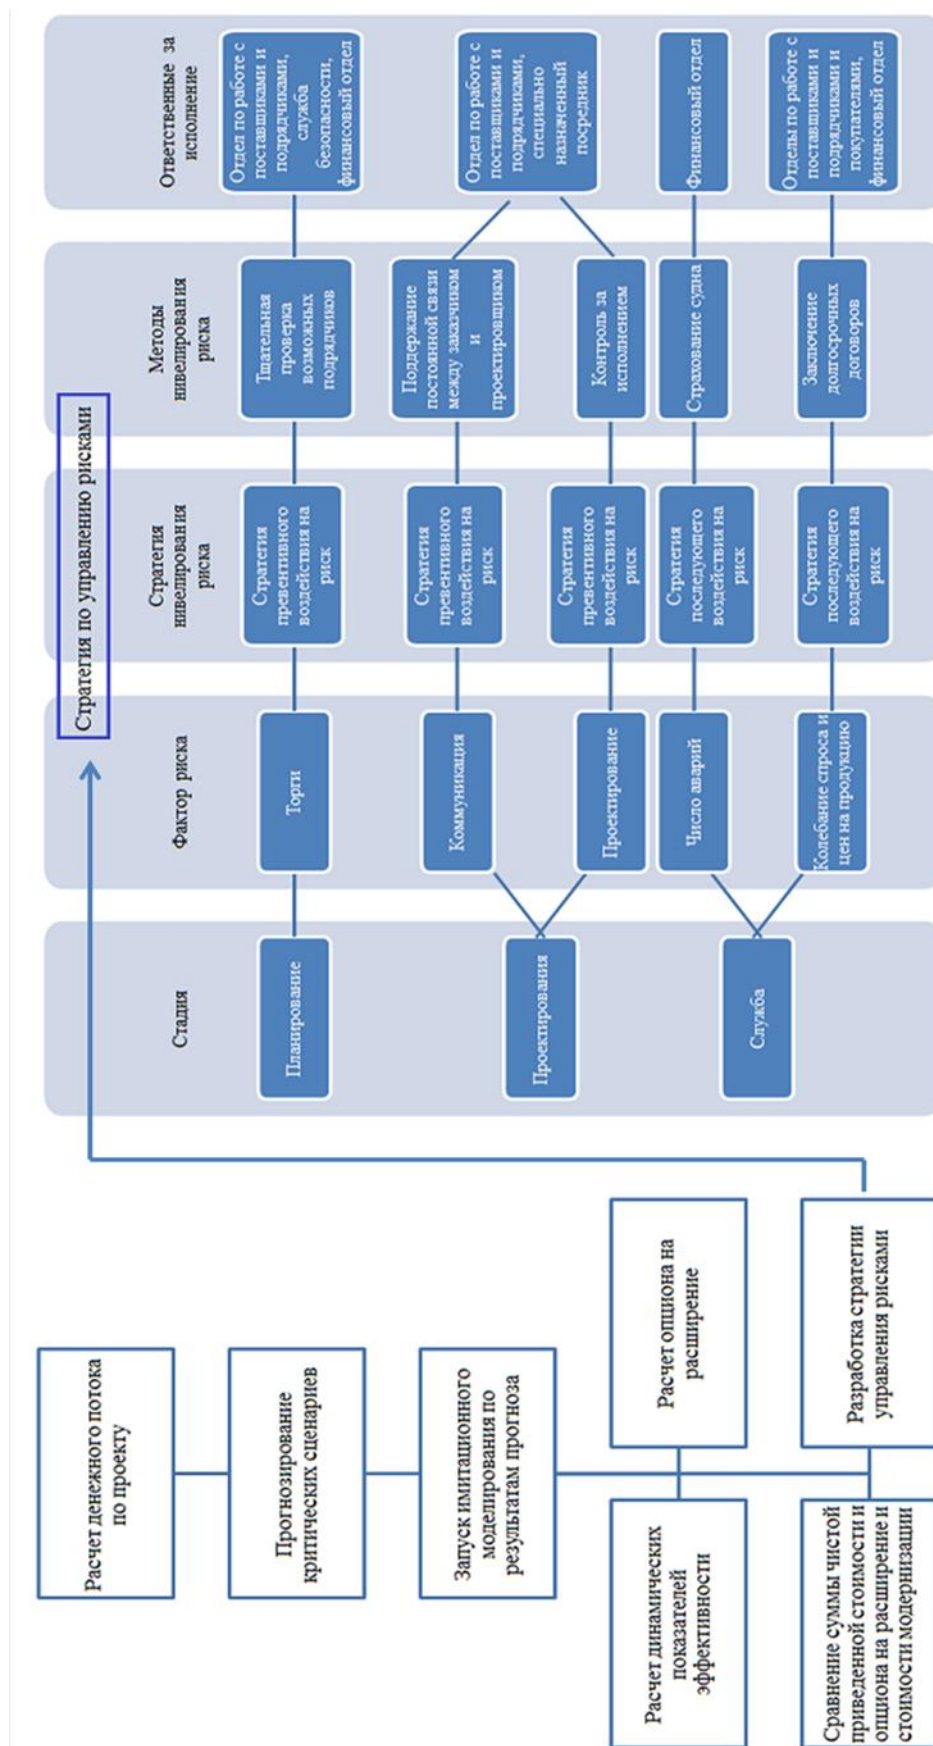 Расчет денежного потока
по проекту
Прогнозирование
критических сценариев
Запуск имитационного
моделирования по
результатам прогноза
Расчет динамических
показателей
эффективности
Расчет опциона на
расширение
Сравнение суммы чистой
приведенной стоимости и
опциона на расширение и
стоимости модернизации
Разработка стратегии
управления рисками
Стратегия по управлению рисками
Стадия
Фактор риска
Стратегия
нивелирования
риска
Методы
нивелирования
риска
Ответственные за
исполнение
Планирование
Торги
Стратегия
превентивного
воздействия на
риск
Тщательная
проверка
возможных
подрядчиков
Отдел по работе с
поставщиками и
подрядчиками,
служба
безопасности,
финансовый отдел
Проектирования
Коммуникация
Стратегия
превентивного
воздействия на
риск
Поддержание
постоянной связи
между заказчиком
и
проектировщиком
Отдел по работе с
поставщиками и
подрядчиками,
специально
назначенный
посредник
Проектирование
Стратегия
превентивного
воздействия на
риск
Контроль за
исполнением
Служба
Число аварий
Стратегия
последующего
воздействия на
риск
Страхование судна
Финансовый отдел
Колебание спроса и
цен на продукцию
Стратегия
последующего
воздействия на
риск
Заключение
долгосрочных
договоров
Отделы по работе с
поставщиками и
подрядчиками и
покупателями,
финансовый отдел